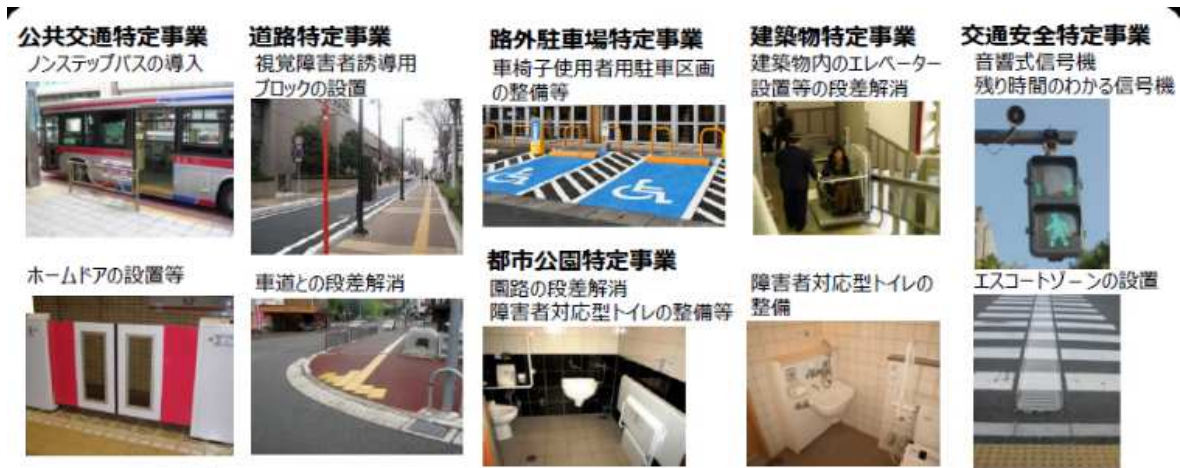 公共交通特定事業
ノンステップバスの導入
ホームドアの設置等
道路特定事業
視覚障害者誘導用
ブロックの設置
車道との段差解消
路外駐車場特定事業
車椅子使用者用駐車区画
の整備等
都市公園特定事業
園路の段差解消
障害者対応型トイレの整備等
建築物特定事業
建築物内のエレベーター
設置等の段差解消
障害者対応型トイレの
整備
交通安全特定事業
音響式信号機
残り時間のわかる信号機
エスコートゾーンの設置